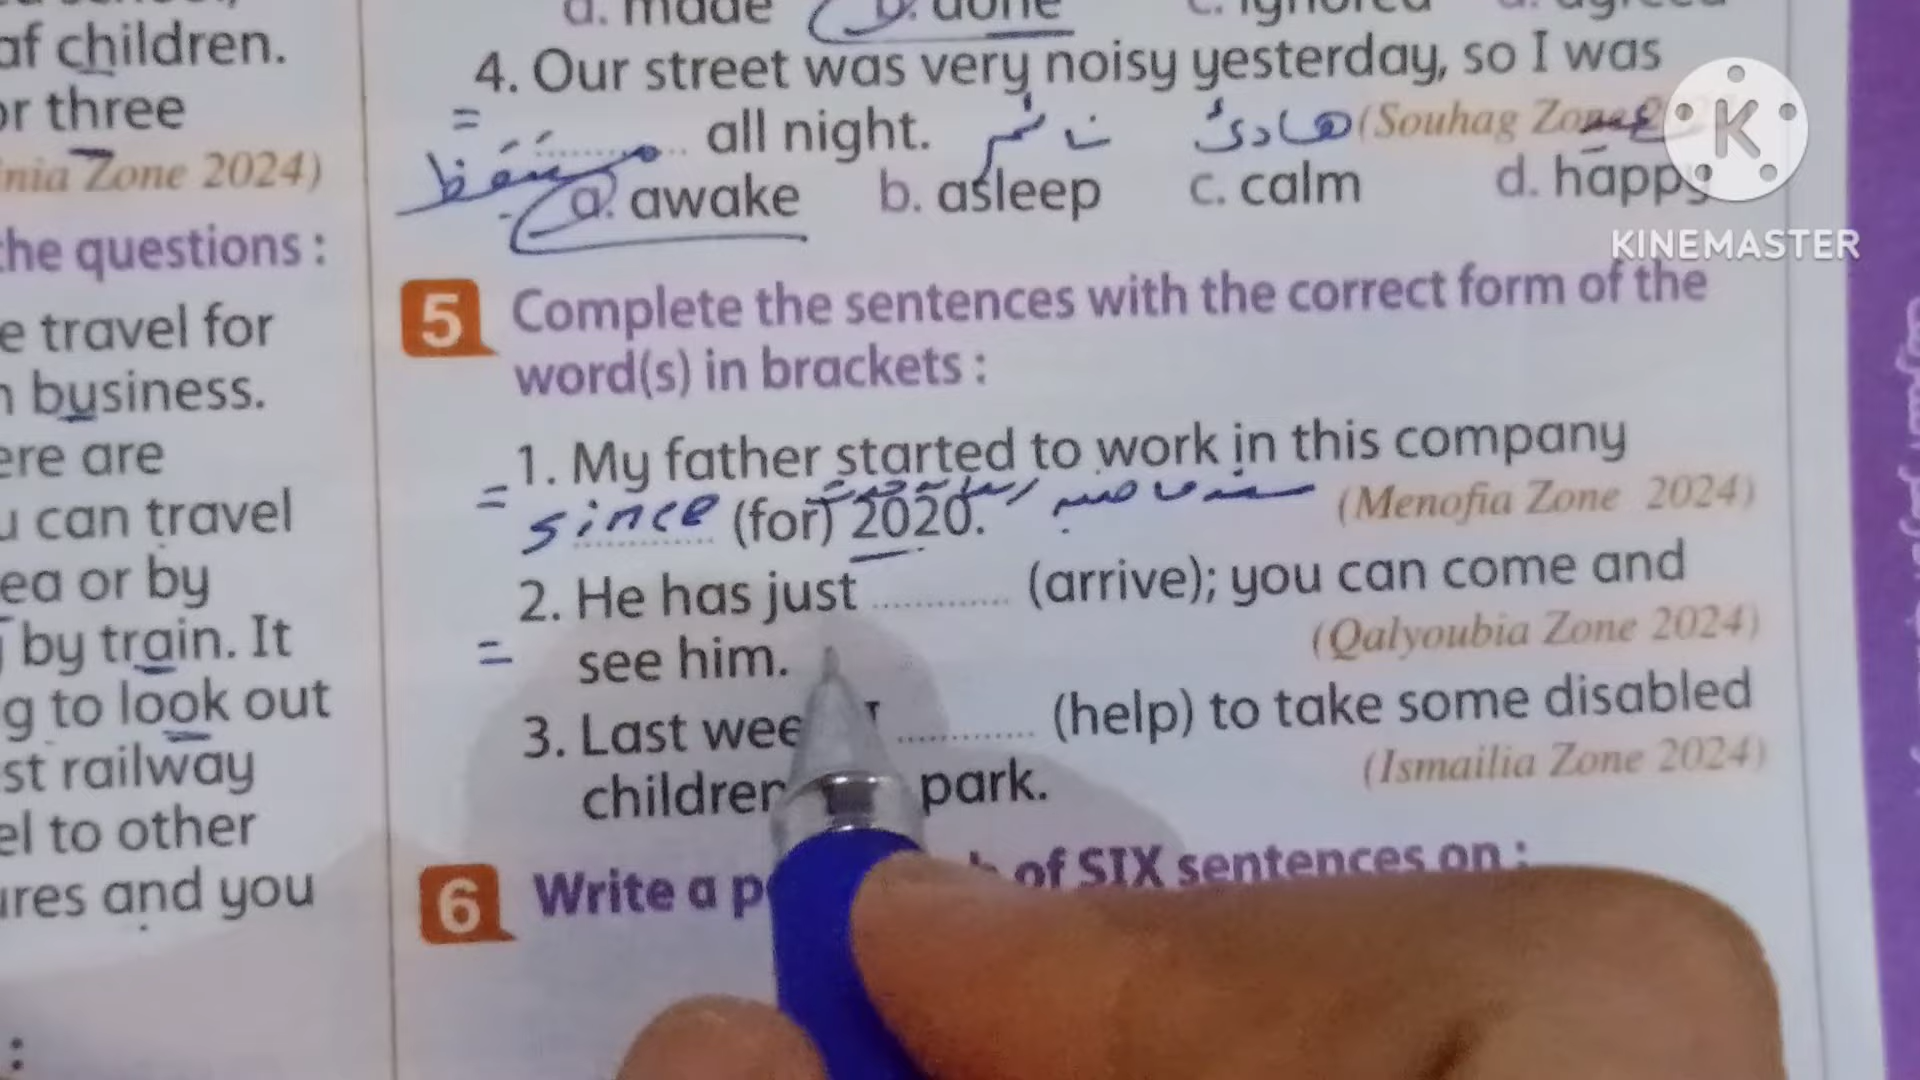 af children.
or three
nia Zone 2024)
the questions :
e travel for
n business.
ere are
u can travel
ea or by
by train. It
g to look out
st railway
el to other
ures and you
:
a. made b. done c. ignored d. agreed
4. Our street was very noisy yesterday, so I was
............ all night. (Souhag Zone
نائم هادئ
a. awake b. asleep c. calm d. happy
KINEMASTER
5 Complete the sentences with the correct form of the
word(s) in brackets :
1. My father started to work in this company
since (for) 2020. (Menofia Zone 2024)
2. He has just ............ (arrive); you can come and
see him. (Qalyoubia Zone 2024)
3. Last wee I ............ (help) to take some disabled
children park. (Ismailia Zone 2024)
6 Write a p of SIX sentences on :